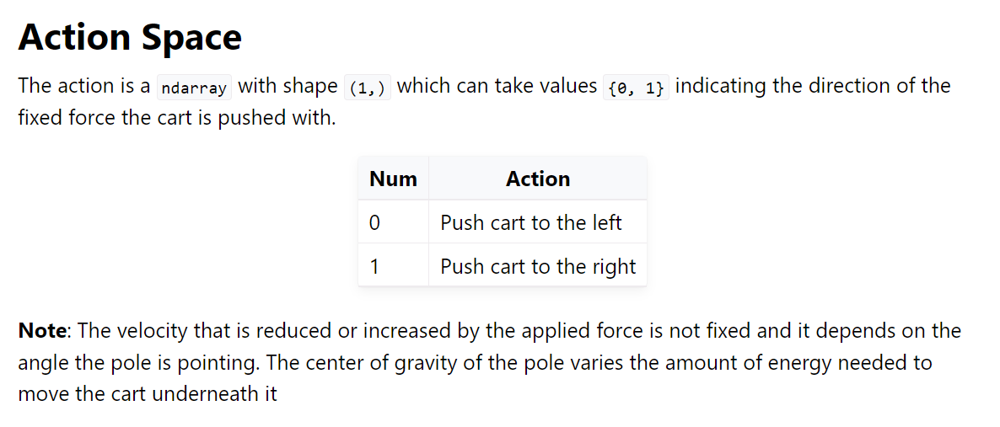 Action Space
The action is a ndarray with shape (1,) which can take values {0, 1} indicating the direction of the
fixed force the cart is pushed with.
Num Action
0 Push cart to the left
1 Push cart to the right
Note: The velocity that is reduced or increased by the applied force is not fixed and it depends on the
angle the pole is pointing. The center of gravity of the pole varies the amount of energy needed to
move the cart underneath it